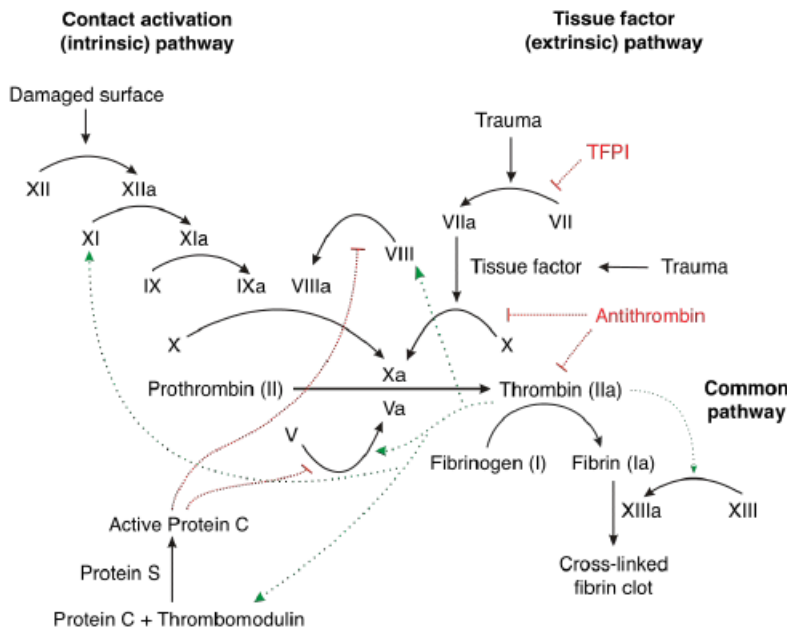 Contact activation
(intrinsic) pathway
Tissue factor
(extrinsic) pathway
Damaged surface
Trauma
TFPI
XII
XIIa
VIIa
VII
XI
XIa
VIII
Tissue factor
Trauma
IX
IXa
VIIIa
X
X
Antithrombin
Xa
Prothrombin (II)
Thrombin (IIa)
Common
pathway
Va
V
Fibrinogen (I)
Fibrin (Ia)
XIIIa
XIII
Active Protein C
Protein S
Cross-linked
fibrin clot
Protein C + Thrombomodulin